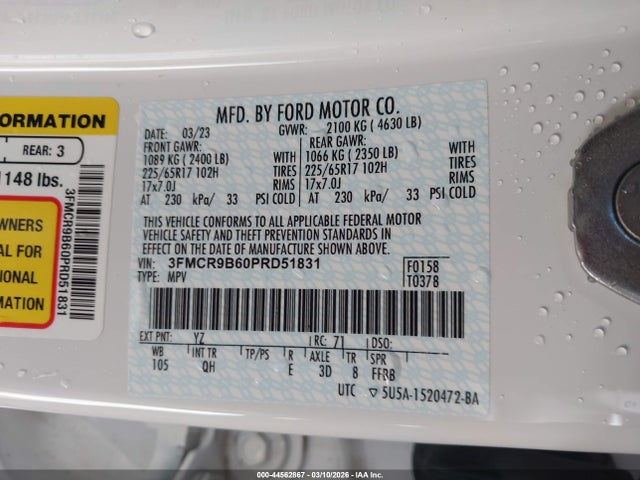 FORMATION
REAR: 3
1148 lbs.
3FMCR9B60PRD51831
WNERS
AL FOR
IONAL
RMATION
MFD. BY FORD MOTOR CO.
DATE: 03/23 GVWR: 2100 KG ( 4630 LB)
FRONT GAWR: REAR GAWR:
1089 KG ( 2400 LB) WITH 1066 KG ( 2350 LB) WITH
225/65R17 102H TIRES 225/65R17 102H TIRES
17x7.0J RIMS 17x7.0J RIMS
AT 230 kPa/ 33 PSI COLD AT 230 kPa/ 33 PSI COLD
THIS VEHICLE CONFORMS TO ALL APPLICABLE FEDERAL MOTOR
VEHICLE SAFETY AND THEFT PREVENTION STANDARDS IN
EFFECT ON THE DATE OF MANUFACTURE SHOWN ABOVE.
VIN: 3FMCR9B60PRD51831 F0158
TYPE: MPV T0378
EXT PNT: YZ RC: 71 DSO:
WB INT TR TP/PS R AXLE TR SPR
105 QH E 3D 8 FFBB
UTC 5U5A-1520472-BA
000-44562867 - 03/10/2026 - IAA Inc.